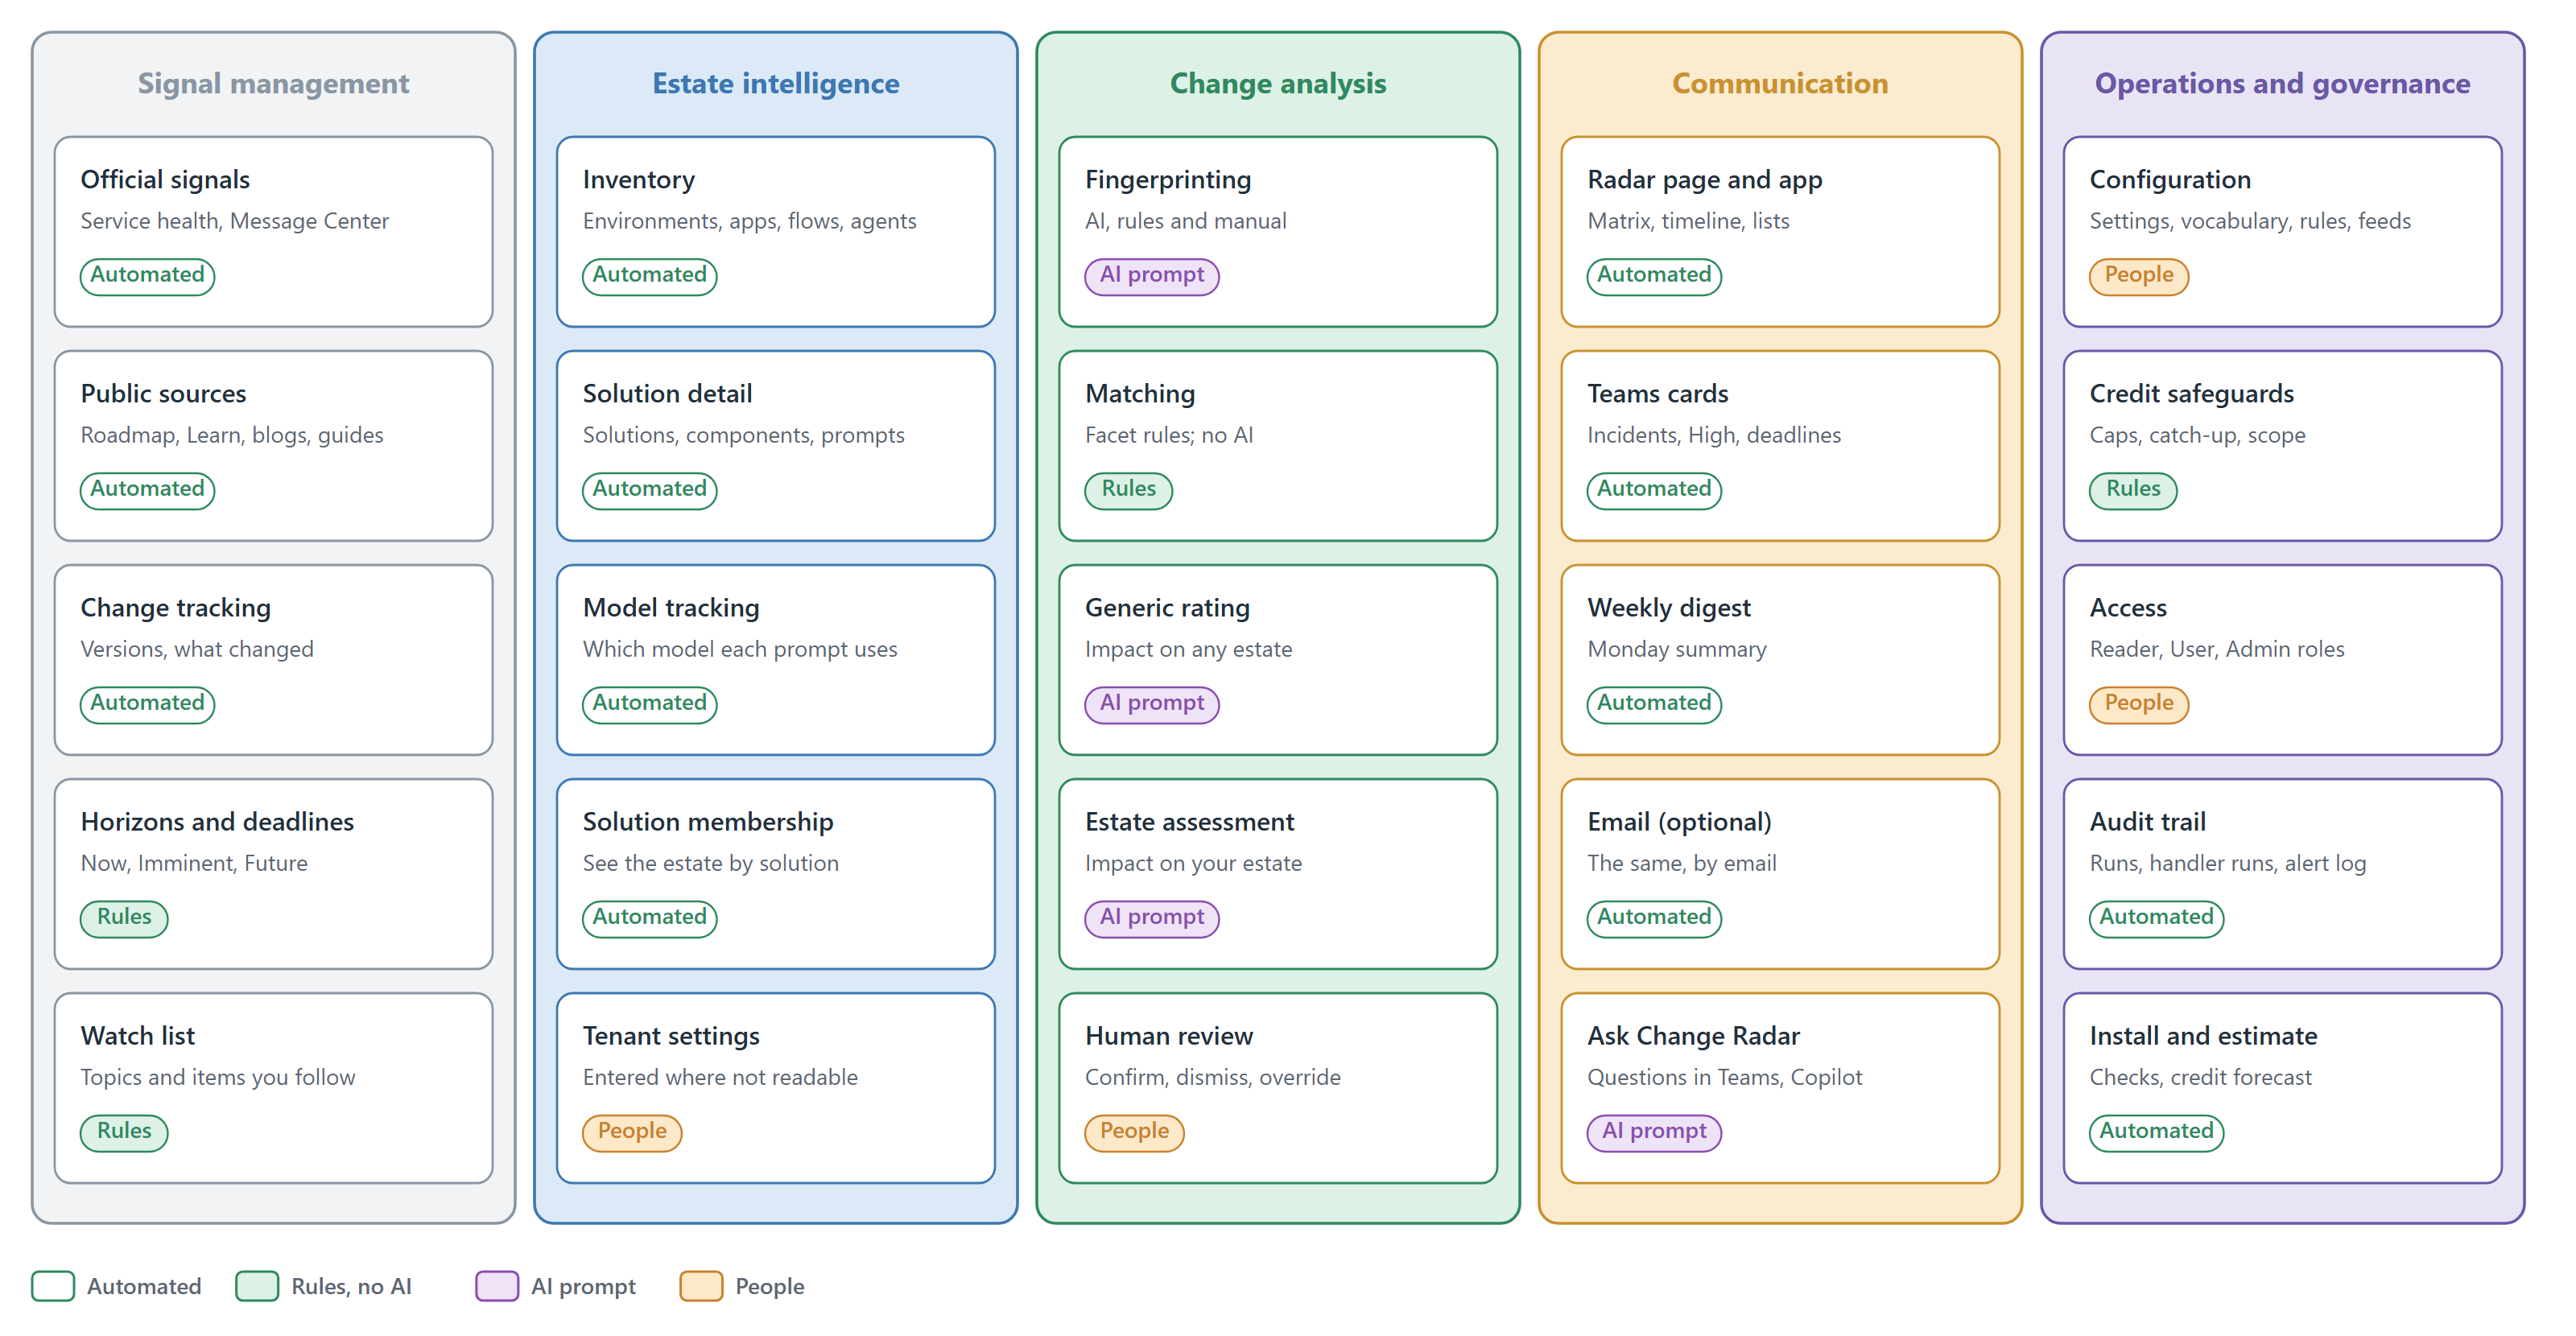 Signal management
Official signals
Service health, Message Center
Automated
Public sources
Roadmap, Learn, blogs, guides
Automated
Change tracking
Versions, what changed
Automated
Horizons and deadlines
Now, Imminent, Future
Rules
Watch list
Topics and items you follow
Rules
Estate intelligence
Inventory
Environments, apps, flows, agents
Automated
Solution detail
Solutions, components, prompts
Automated
Model tracking
Which model each prompt uses
Automated
Solution membership
See the estate by solution
Automated
Tenant settings
Entered where not readable
People
Change analysis
Fingerprinting
AI, rules and manual
AI prompt
Matching
Facet rules; no AI
Rules
Generic rating
Impact on any estate
AI prompt
Estate assessment
Impact on your estate
AI prompt
Human review
Confirm, dismiss, override
People
Communication
Radar page and app
Matrix, timeline, lists
Automated
Teams cards
Incidents, High, deadlines
Automated
Weekly digest
Monday summary
Automated
Email (optional)
The same, by email
Automated
Ask Change Radar
Questions in Teams, Copilot
AI prompt
Operations and governance
Configuration
Settings, vocabulary, rules, feeds
People
Credit safeguards
Caps, catch-up, scope
Rules
Access
Reader, User, Admin roles
People
Audit trail
Runs, handler runs, alert log
Automated
Install and estimate
Checks, credit forecast
Automated
Automated
Rules, no AI
AI prompt
People